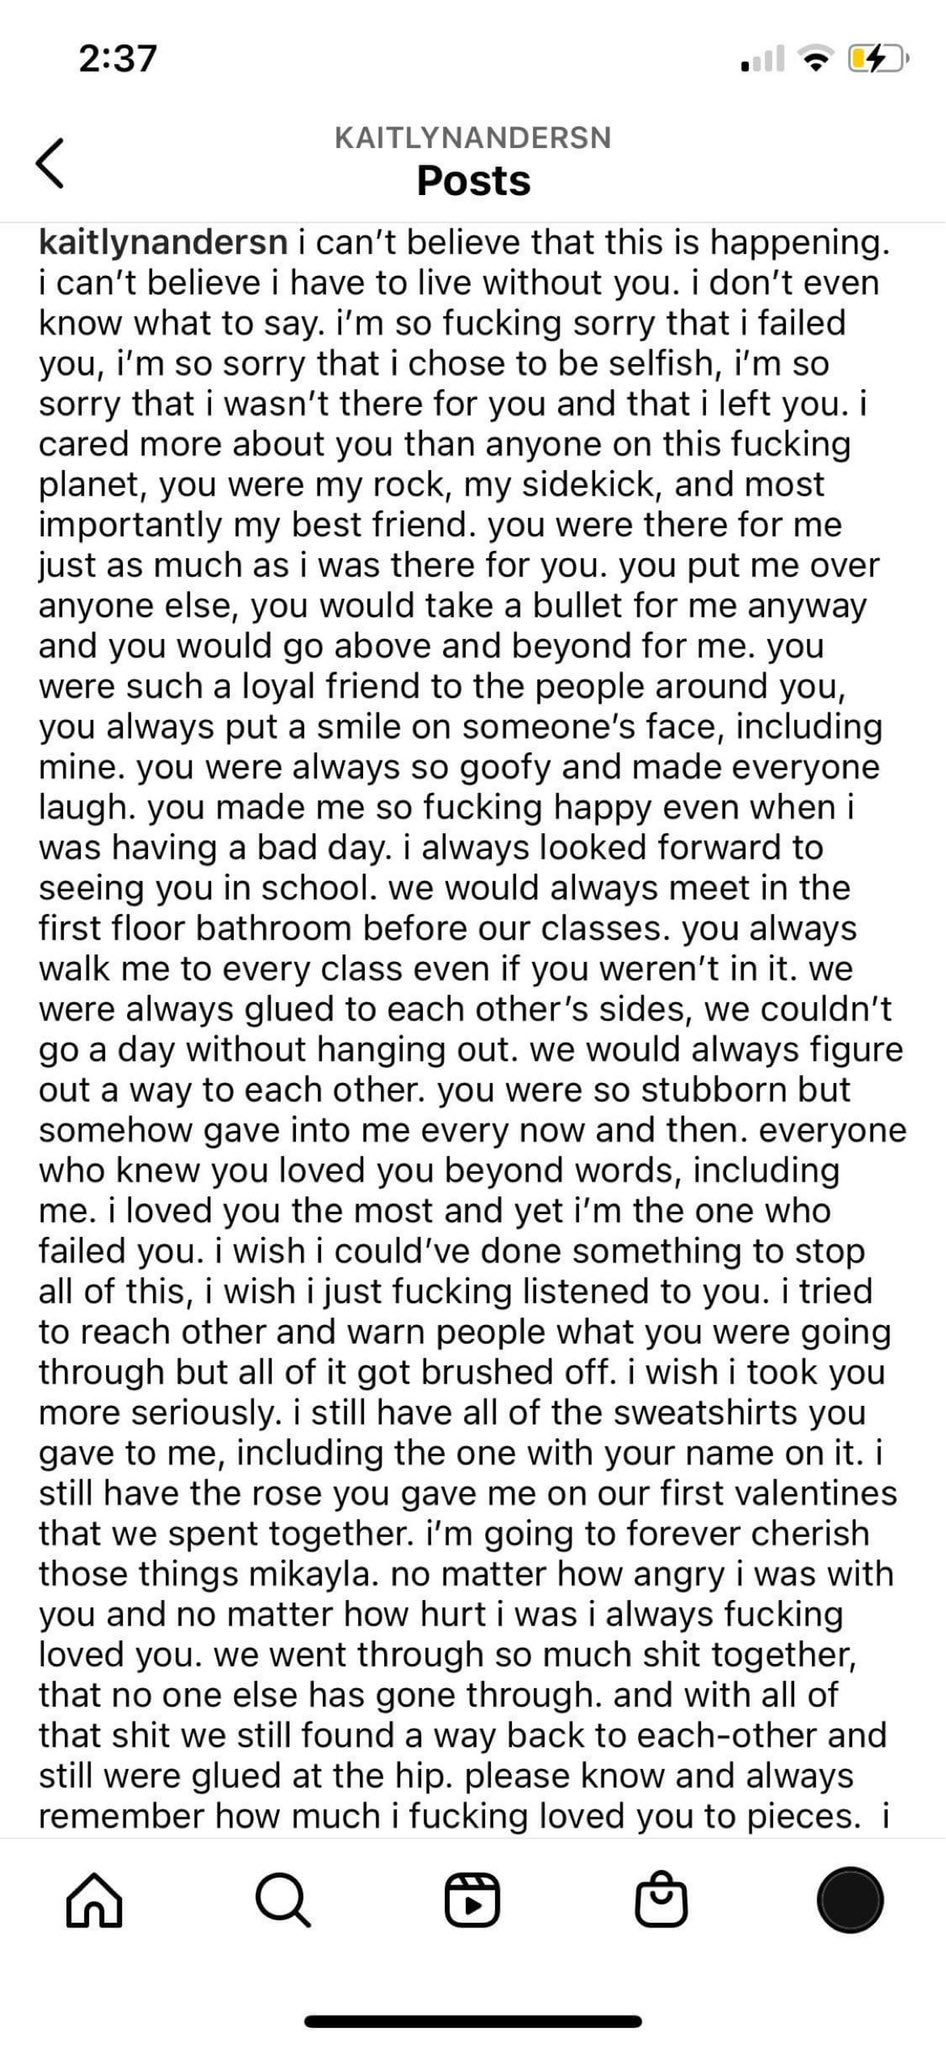 2:37
KAITLYNANDERSN
Posts
kaitlynandersn i can't believe that this is happening.
i can't believe i have to live without you. i don't even
know what to say. i'm so fucking sorry that i failed
you, i'm so sorry that i chose to be selfish, i'm so
sorry that i wasn't there for you and that i left you. i
cared more about you than anyone on this fucking
planet, you were my rock, my sidekick, and most
importantly my best friend. you were there for me
just as much as i was there for you. you put me over
anyone else, you would take a bullet for me anyway
and you would go above and beyond for me. you
were such a loyal friend to the people around you,
you always put a smile on someone's face, including
mine. you were always so goofy and made everyone
laugh. you made me so fucking happy even when i
was having a bad day. i always looked forward to
seeing you in school. we would always meet in the
first floor bathroom before our classes. you always
walk me to every class even if you weren't in it. we
were always glued to each other's sides, we couldn't
go a day without hanging out. we would always figure
out a way to each other. you were so stubborn but
somehow gave into me every now and then. everyone
who knew you loved you beyond words, including
me. i loved you the most and yet i'm the one who
failed you. i wish i could've done something to stop
all of this, i wish i just fucking listened to you. i tried
to reach other and warn people what you were going
through but all of it got brushed off. i wish i took you
more seriously. i still have all of the sweatshirts you
gave to me, including the one with your name on it. i
still have the rose you gave me on our first valentines
that we spent together. i'm going to forever cherish
those things mikayla. no matter how angry i was with
you and no matter how hurt i was i always fucking
loved you. we went through so much shit together,
that no one else has gone through. and with all of
that shit we still found a way back to each-other and
still were glued at the hip. please know and always
remember how much i fucking loved you to pieces.  i